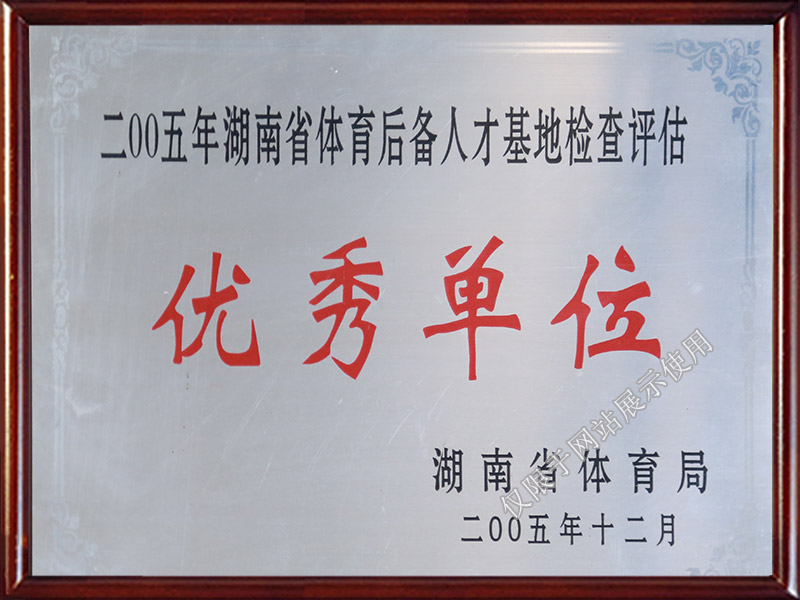 二00五年湖南省体育后备人才基地检查评估
优秀单位
湖南省体育局
二00五年十二月
仅限于网站展示使用